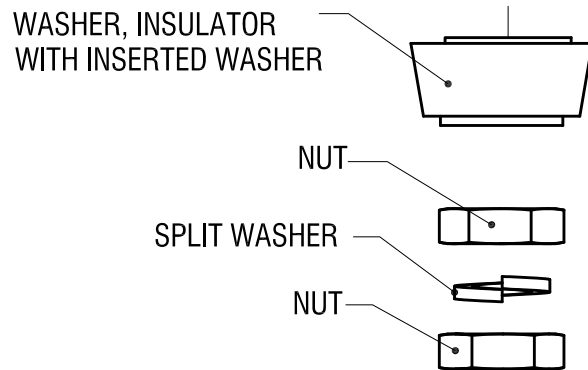 WASHER, INSULATOR
WITH INSERTED WASHER
NUT
SPLIT WASHER
NUT